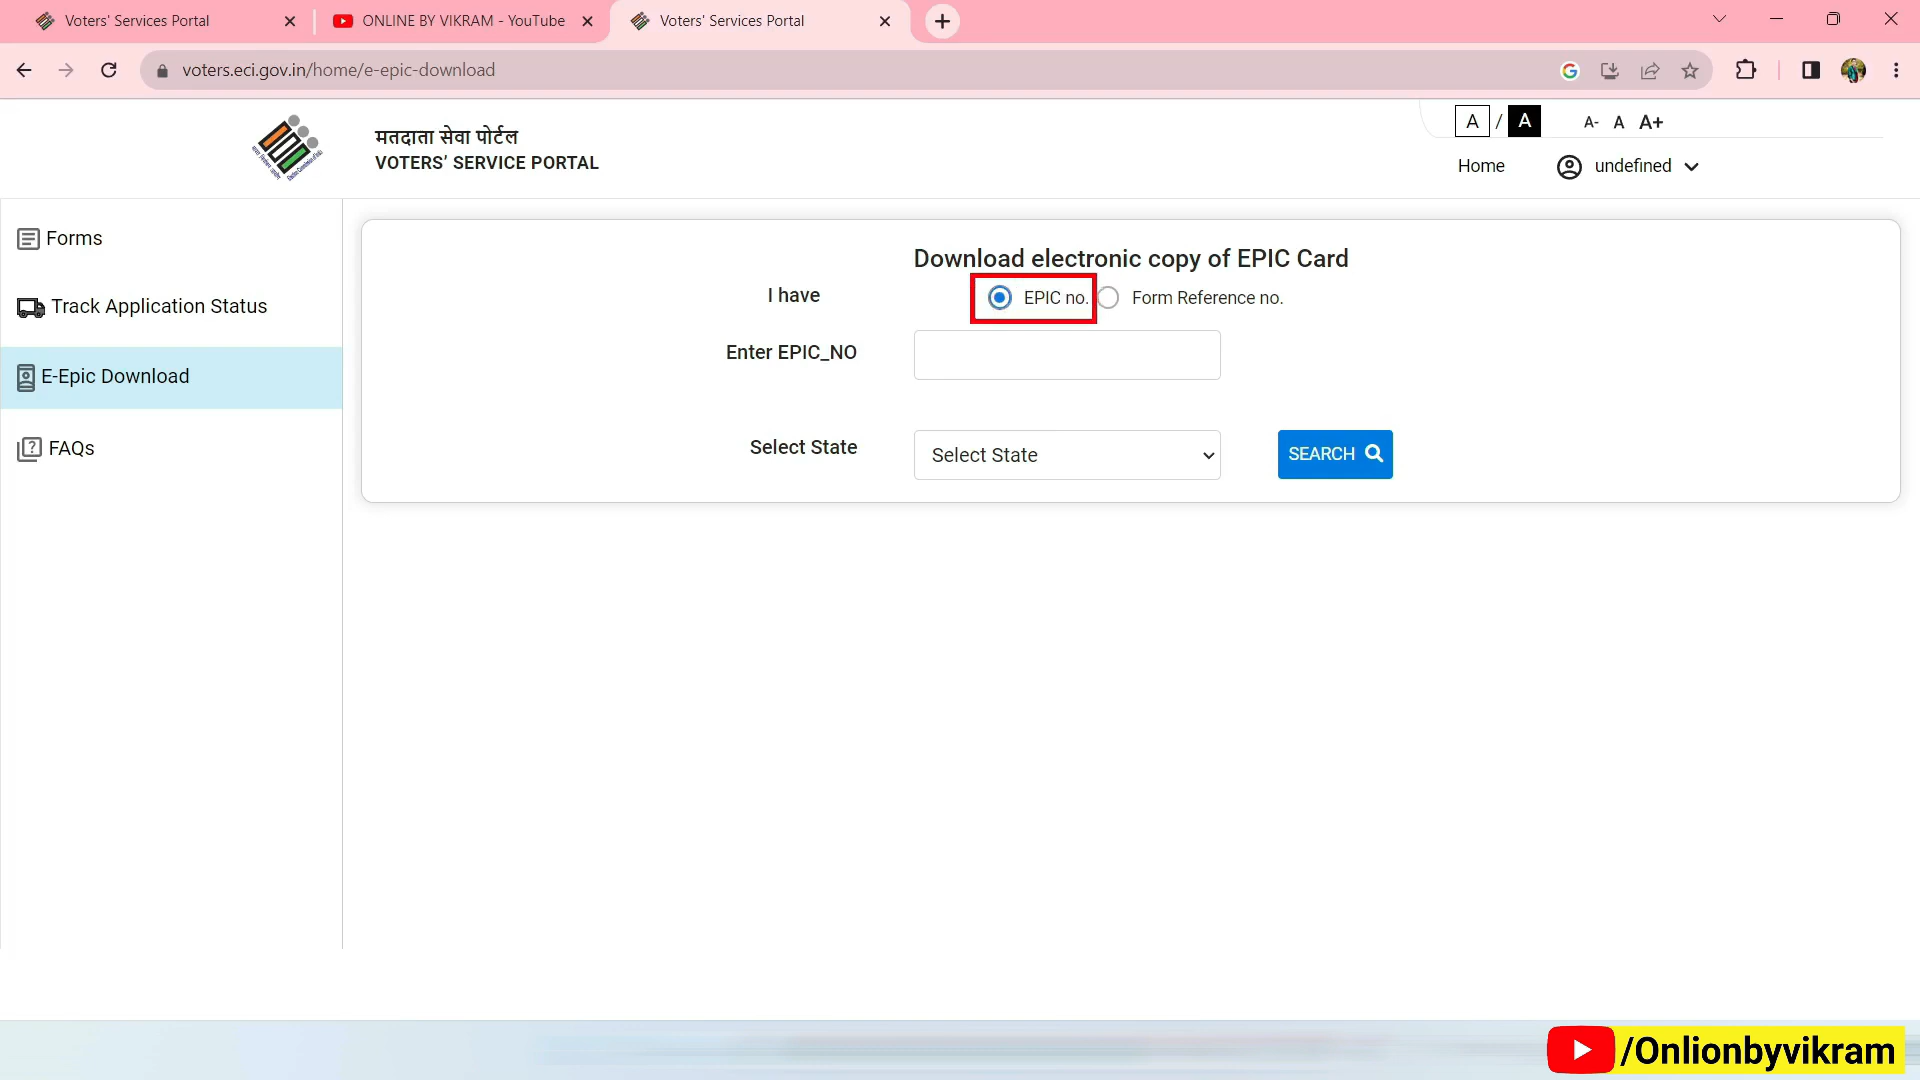 Voters' Services Portal
ONLINE BY VIKRAM - YouTube
Voters' Services Portal
voters.eci.gov.in/home/e-epic-download
A / A A- A A+
मतदाता सेवा पोर्टल
VOTERS’ SERVICE PORTAL
Home
undefined
Forms
Track Application Status
E-Epic Download
FAQs
Download electronic copy of EPIC Card
I have
EPIC no.
Form Reference no.
Enter EPIC_NO
Select State
Select State
SEARCH
/Onlionbyvikram